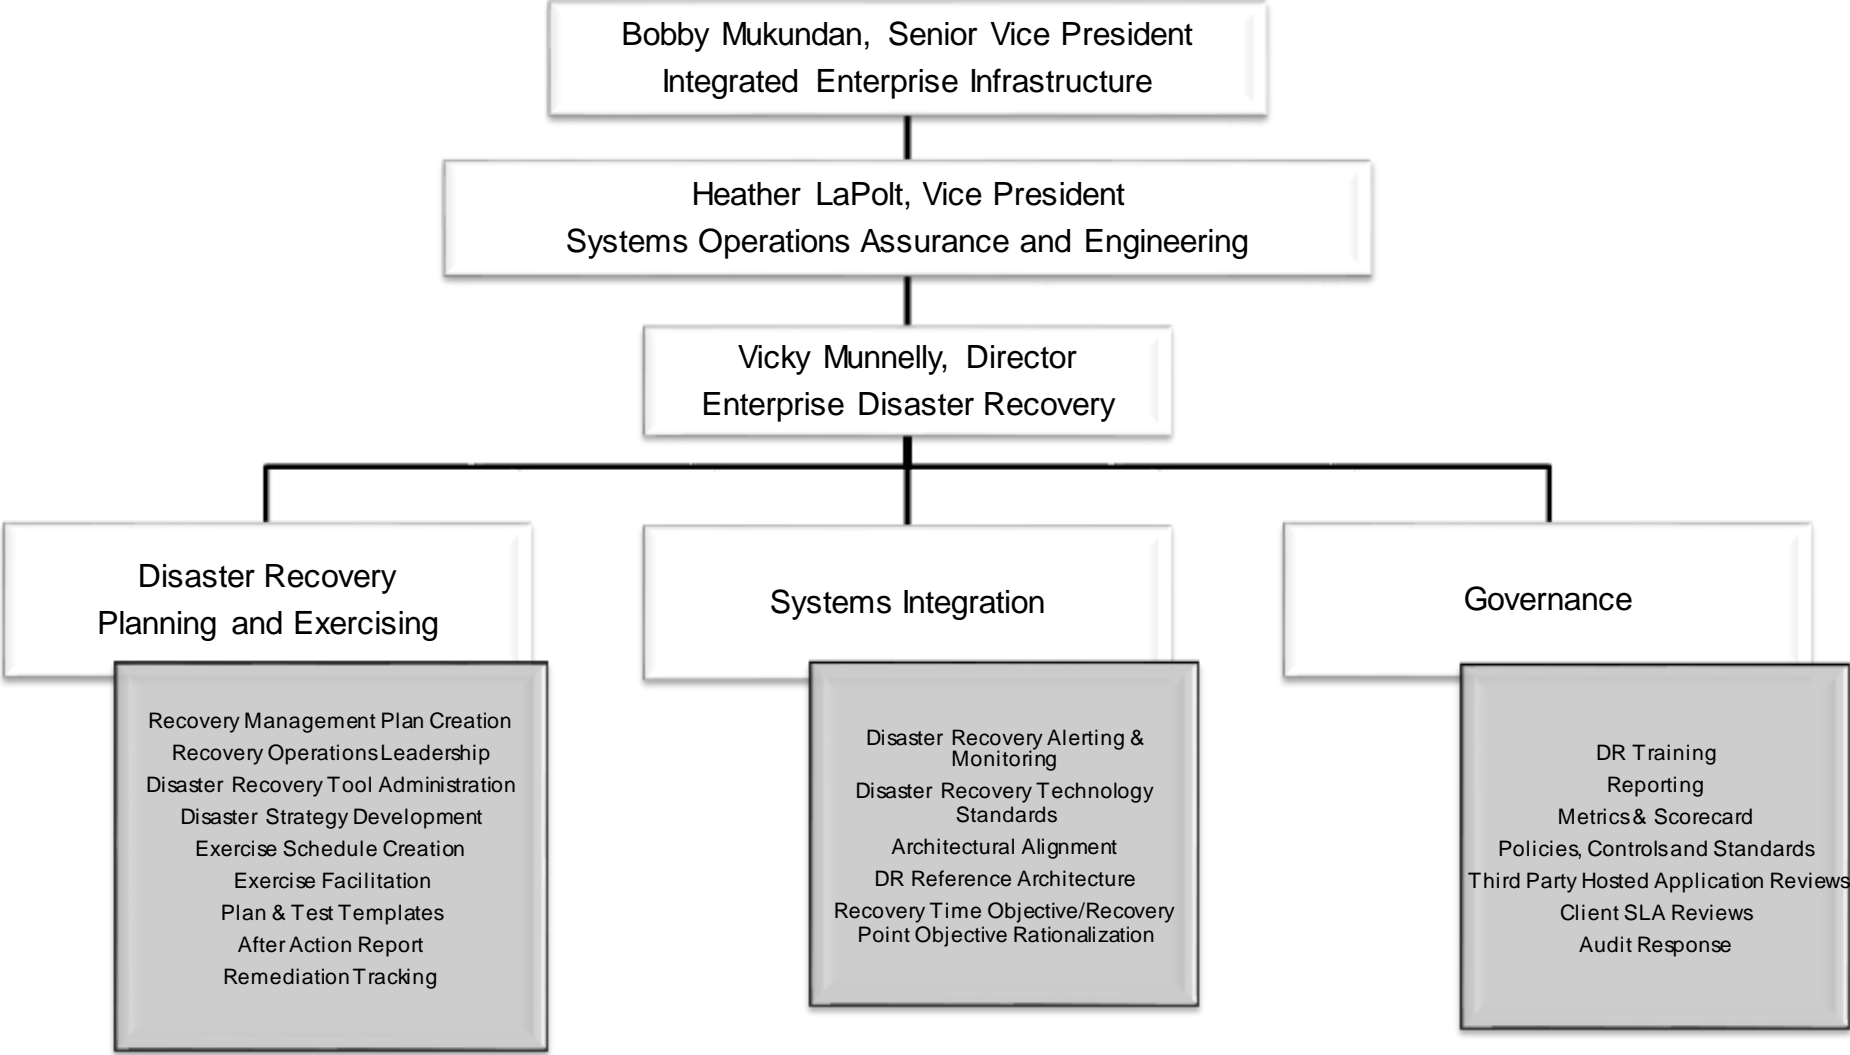 Bobby Mukundan, Senior Vice President
Integrated Enterprise Infrastructure
Heather LaPolt, Vice President
Systems Operations Assurance and Engineering
Vicky Munnelly, Director
Enterprise Disaster Recovery
Disaster Recovery
Planning and Exercising
Recovery Management Plan Creation
Recovery Operations Leadership
Disaster Recovery Tool Administration
Disaster Strategy Development
Exercise Schedule Creation
Exercise Facilitation
Plan & Test Templates
After Action Report
Remediation Tracking
Systems Integration
Disaster Recovery Alerting &
Monitoring
Disaster Recovery Technology
Standards
Architectural Alignment
DR Reference Architecture
Recovery Time Objective/Recovery
Point Objective Rationalization
Governance
DR Training
Reporting
Metrics & Scorecard
Policies, Controls and Standards
Third Party Hosted Application Reviews
Client SLA Reviews
Audit Response